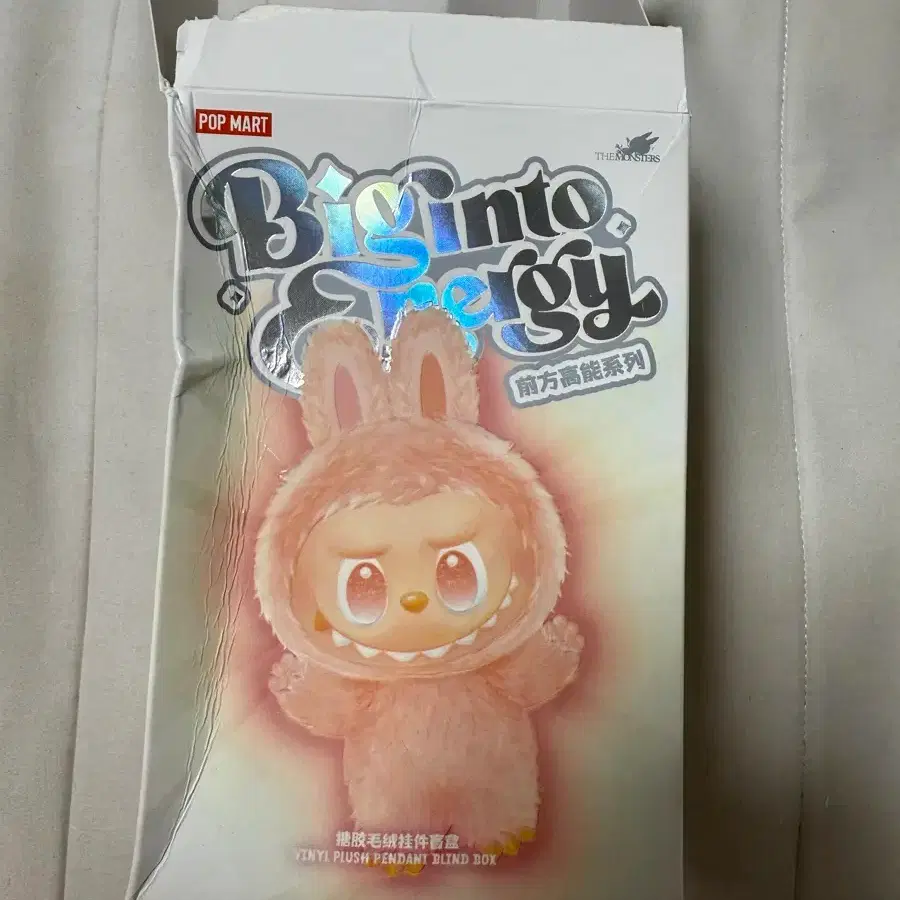 POP MART
THE MONSTERS
Big into
Energy
前方高能系列
搪胶毛绒挂件盲盒
VINYL PLUSH PENDANT BLIND BOX